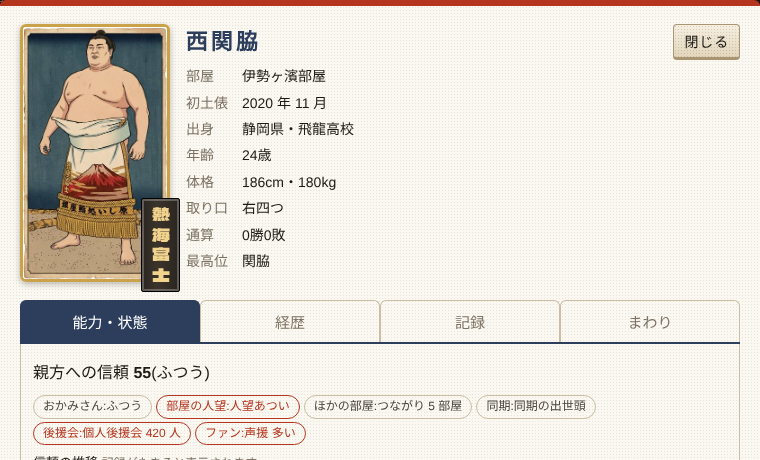 西関脇
閉じる
部屋 伊勢ヶ濱部屋
初土俵 2020 年 11 月
出身 静岡県・飛龍高校
年齢 24歳
体格 186cm・180kg
取り口 右四つ
通算 0勝0敗
最高位 関脇
熱海富士
能力・状態 経歴 記録 まわり
親方への信頼 55(ふつう)
おかみさん:ふつう 部屋の人望:人望あつい ほかの部屋:つながり 5 部屋 同期:同期の出世頭
後援会:個人後援会 420 人 ファン:声援 多い